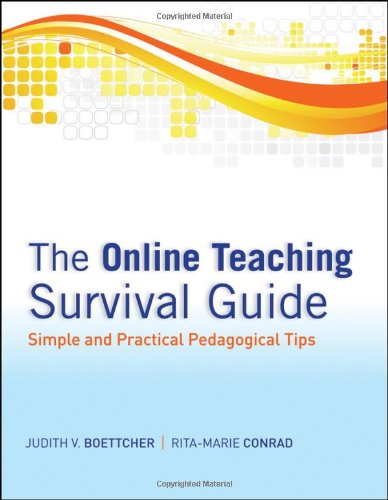 Copyrighted Material
The Online Teaching
Survival Guide
Simple and Practical Pedagogical Tips
JUDITH V. BOETTCHER | RITA-MARIE CONRAD
Copyrighted Material